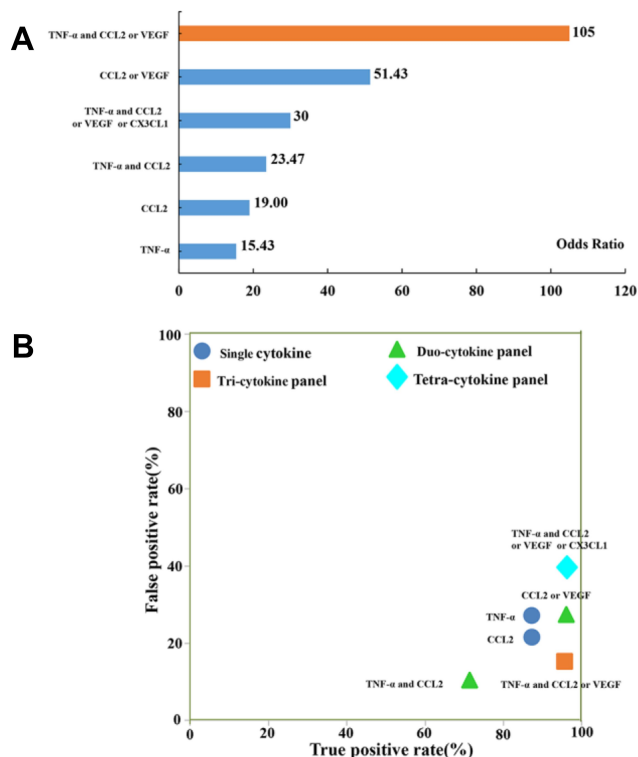 A
TNF-α and CCL2 or VEGF
105
CCL2 or VEGF
51.43
TNF-α and CCL2
or VEGF or CX3CL1
30
TNF-α and CCL2
23.47
CCL2
19.00
TNF-α
15.43
Odds Ratio
0 20 40 60 80 100 120
B
100
Single cytokine
Duo-cytokine panel
Tri-cytokine panel
Tetra-cytokine panel
80
60
False positive rate(%)
TNF-α and CCL2
or VEGF or CX3CL1
40
CCL2 or VEGF
TNF-α
CCL2
20
TNF-α and CCL2
TNF-α and CCL2 or VEGF
0
0 20 40 60 80 100
True positive rate(%)